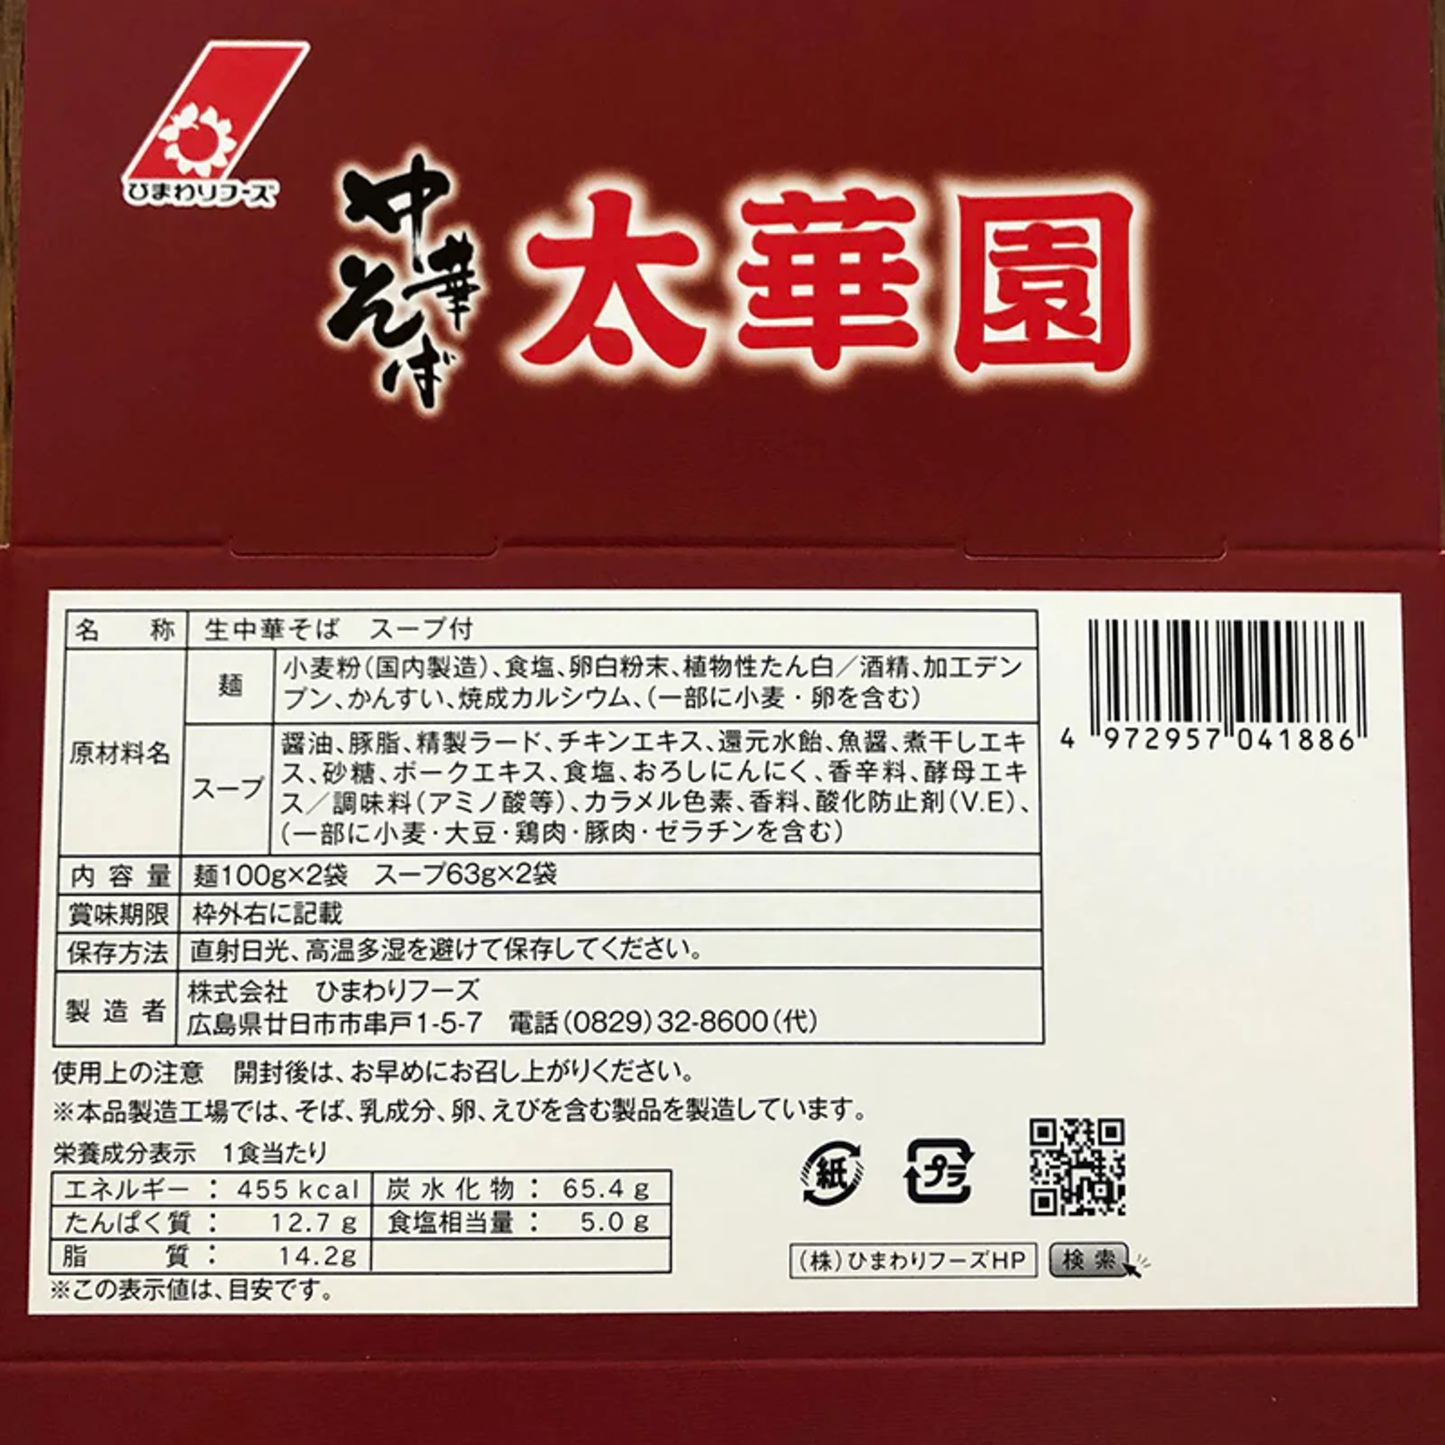 ひまわりフーズ
中華そば
太華園
名称 生中華そば スープ付
原材料名
麺
小麦粉(国内製造)、食塩、卵白粉末、植物性たん白／酒精、加工デン
プン、かんすい、焼成カルシウム、(一部に小麦・卵を含む)
スープ
醤油、豚脂、精製ラード、チキンエキス、還元水飴、魚醤、煮干しエキ
ス、砂糖、ポークエキス、食塩、おろしにんにく、香辛料、酵母エキ
ス／調味料(アミノ酸等)、カラメル色素、香料、酸化防止剤(V.E)、
(一部に小麦・大豆・鶏肉・豚肉・ゼラチンを含む)
内容量 麺100g×2袋 スープ63g×2袋
賞味期限 枠外右に記載
保存方法 直射日光、高温多湿を避けて保存してください。
製造者
株式会社 ひまわりフーズ
広島県廿日市市串戸1-5-7 電話(0829)32-8600(代)
4 972957 041886
使用上の注意 開封後は、お早めにお召し上がりください。
※本品製造工場では、そば、乳成分、卵、えびを含む製品を製造しています。
栄養成分表示 1食当たり
エネルギー： 455kcal 炭水化物： 65.4g
たんぱく質： 12.7g 食塩相当量： 5.0g
脂質： 14.2g
※この表示値は、目安です。
紙
プラ
(株)ひまわりフーズHP 検索